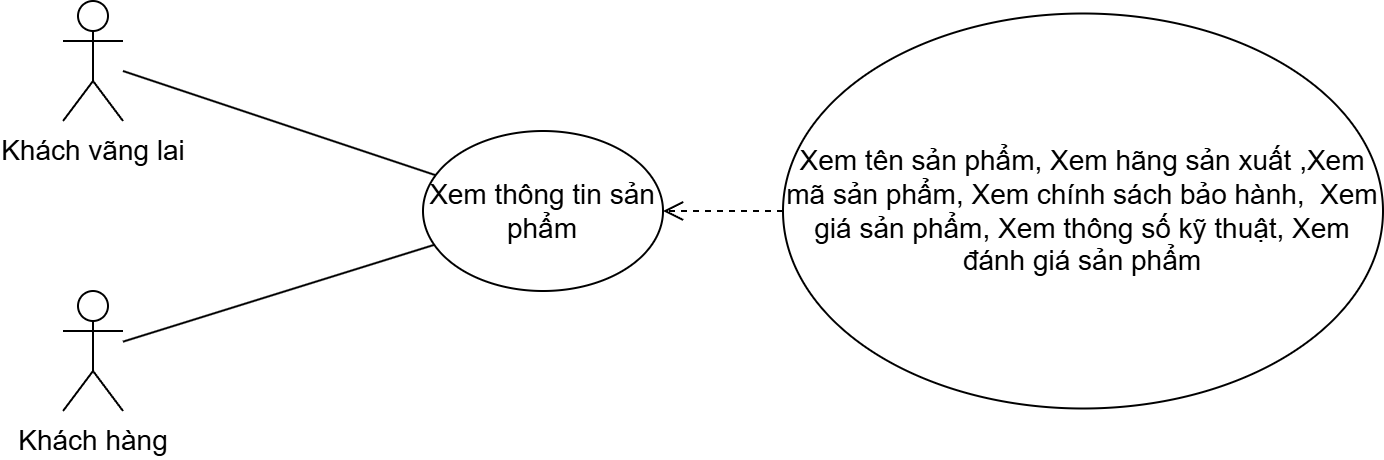 Khách vãng lai
Xem thông tin sản
phẩm
Xem tên sản phẩm, Xem hãng sản xuất ,Xem
mã sản phẩm, Xem chính sách bảo hành,  Xem
giá sản phẩm, Xem thông số kỹ thuật, Xem
đánh giá sản phẩm
Khách hàng